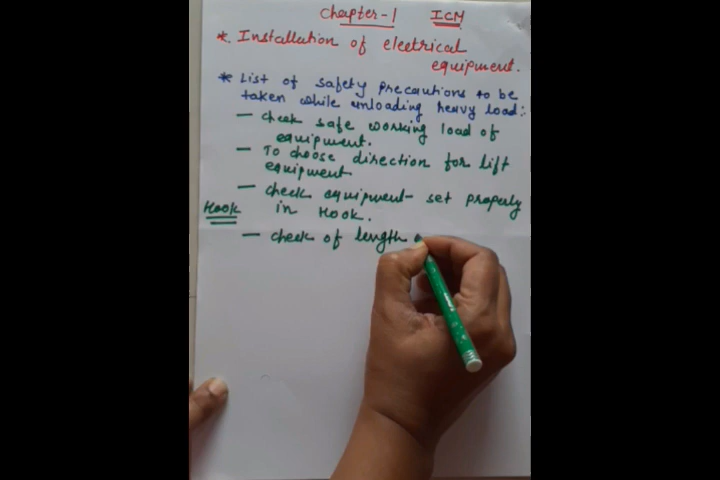 Chapter-1 ICM
*. Installation of electrical
equipment.
* List of safety precautions to be
taken while unloading heavy load:-
- check safe working load of
equipment.
- To choose direction for lift
equipment
- check equipment set properly
Hook in Hook.
- check of length